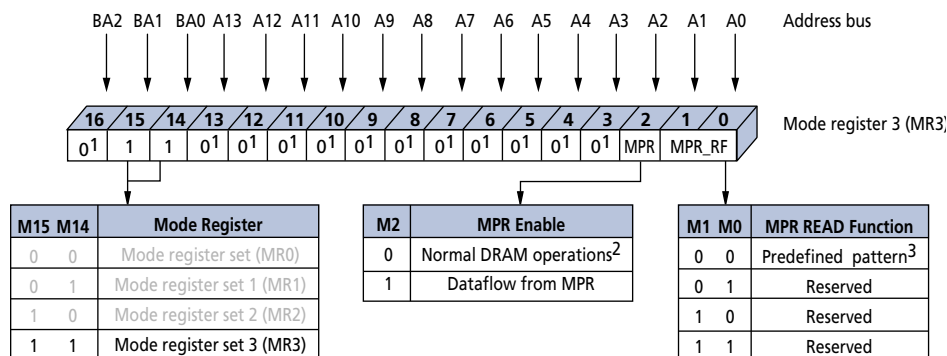 BA2 BA1 BA0 A13 A12 A11 A10 A9 A8 A7 A6 A5 A4 A3 A2 A1 A0 Address bus
16 15 14 13 12 11 10 9 8 7 6 5 4 3 2 1 0 Mode register 3 (MR3)
0¹ 1 1 0¹ 0¹ 0¹ 0¹ 0¹ 0¹ 0¹ 0¹ 0¹ 0¹ 0¹ MPR MPR_RF
M15 M14 Mode Register
0 0 Mode register set (MR0)
0 1 Mode register set 1 (MR1)
1 0 Mode register set 2 (MR2)
1 1 Mode register set 3 (MR3)
M2 MPR Enable
0 Normal DRAM operations²
1 Dataflow from MPR
M1 M0 MPR READ Function
0 0 Predefined pattern³
0 1 Reserved
1 0 Reserved
1 1 Reserved